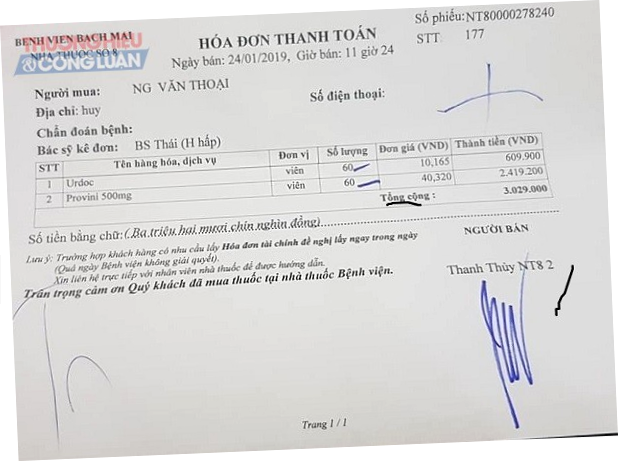 Số phiếu: NT80000278240
BỆNH VIỆN BẠCH MAI
HÓA ĐƠN THANH TOÁN
STT 177
NHÀ THUỐC SỐ 8
THƯƠNG HIỆU
& CÔNG LUẬN
Ngày bán: 24/01/2019, Giờ bán: 11 giờ 24
Người mua: NG VĂN THOẠI
Số điện thoại:
Địa chỉ: huy
Chẩn đoán bệnh:
Bác sỹ kê đơn: BS Thái (H hấp)
STT Tên hàng hóa, dịch vụ Đơn vị Số lượng Đơn giá (VND) Thành tiền (VND)
1 Urdoc viên 60 10,165 609.900
2 Provini 500mg viên 60 40,320 2.419.200
Tổng cộng : 3.029.000
Số tiền bằng chữ: ( Ba triệu hai mươi chín nghìn đồng)
NGƯỜI BÁN
Lưu ý: Trường hợp khách hàng có nhu cầu lấy Hóa đơn tài chính đề nghị lấy ngay trong ngày
(Quá ngày Bệnh viện không giải quyết).
Xin liên hệ trực tiếp với nhân viên nhà thuốc để được hướng dẫn.
Trân trọng cảm ơn Quý khách đã mua thuốc tại nhà thuốc Bệnh viện.
Thanh Thùy NT8 2
Trang 1 / 1